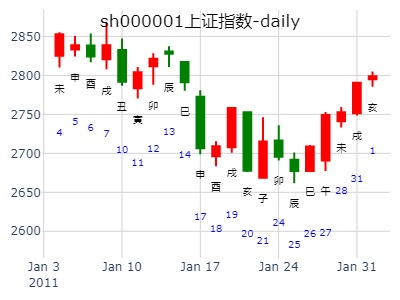 sh000001上证指数-daily
2850
2800
2750
2700
2650
2600
未 申 酉 戌 丑 寅 卯 辰 巳 申 酉 戌 亥 子 卯 辰 巳 午 未 戌 亥
4 5 6 7 10 11 12 13 14 17 18 19 20 21 24 25 26 27 28 31 1
Jan 3 Jan 10 Jan 17 Jan 24 Jan 31
2011